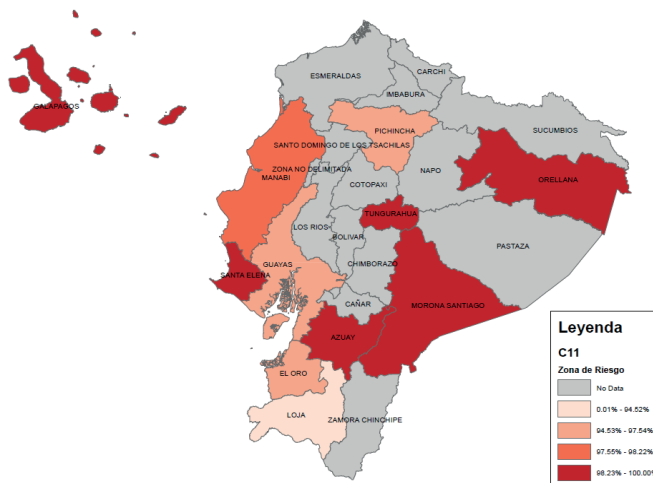 ESMERALDAS
CARCHI
IMBABURA
GALAPAGOS
PICHINCHA
SUCUMBIOS
SANTO DOMINGO DE LOS TSACHILAS
ZONA NO DELIMITADA
NAPO
MANABI
ORELLANA
COTOPAXI
TUNGURAHUA
LOS RIOS
BOLIVAR
PASTAZA
GUAYAS
CHIMBORAZO
SANTA ELENA
CAÑAR
MORONA SANTIAGO
AZUAY
EL ORO
LOJA
ZAMORA CHINCHIPE
Leyenda
C11
Zona de Riesgo
No Data
0.01% - 94.52%
94.53% - 97.54%
97.55% - 98.22%
98.23% - 100.00%